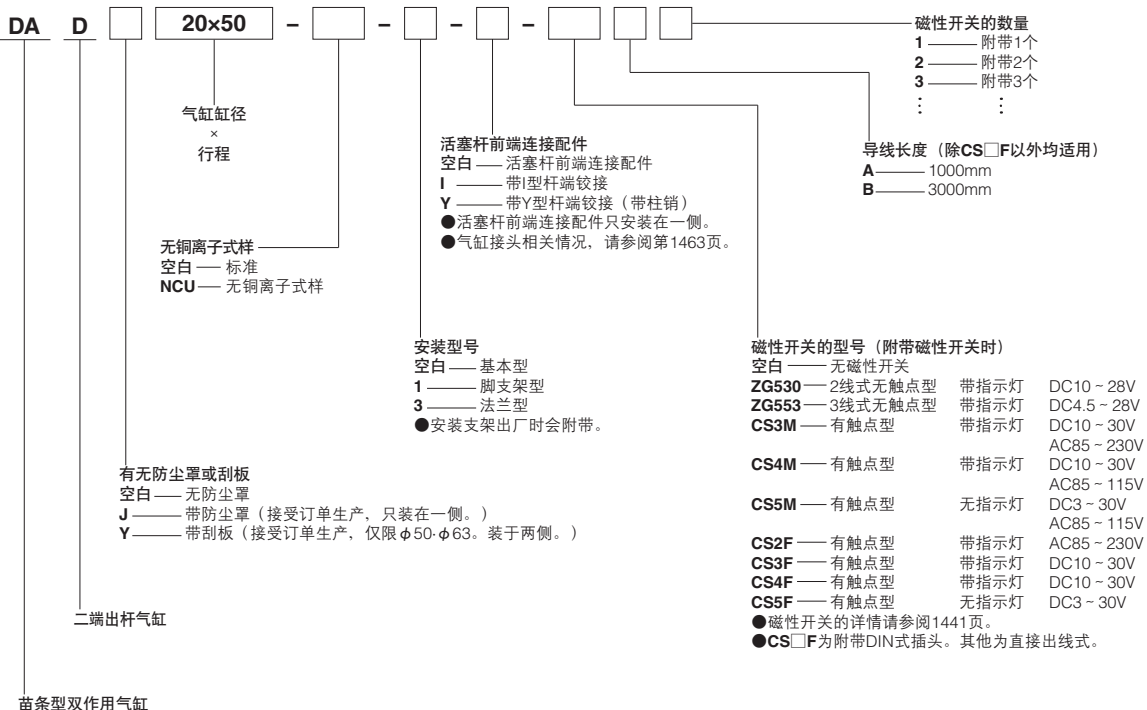 DA D □ 20×50 – □ – □ – □ – □ □ □
磁性开关的数量
1 —— 附带1个
2 —— 附带2个
3 —— 附带3个
⋮ ⋮
气缸缸径
×
行程
导线长度（除CS□F以外均适用）
A —— 1000mm
B —— 3000mm
活塞杆前端连接配件
空白 —— 活塞杆前端连接配件
I —— 带I型杆端铰接
Y —— 带Y型杆端铰接（带柱销）
●活塞杆前端连接配件只安装在一侧。
●气缸接头相关情况，请参阅第1463页。
无铜离子式样
空白 —— 标准
NCU —— 无铜离子式样
安装型号
空白 —— 基本型
1 —— 脚支架型
3 —— 法兰型
●安装支架出厂时会附带。
磁性开关的型号（附带磁性开关时）
空白 —— 无磁性开关
ZG530 —— 2线式无触点型 带指示灯 DC10～28V
ZG553 —— 3线式无触点型 带指示灯 DC4.5～28V
CS3M —— 有触点型 带指示灯 DC10～30V
AC85～230V
CS4M —— 有触点型 带指示灯 DC10～30V
AC85～115V
CS5M —— 有触点型 无指示灯 DC3～30V
AC85～115V
CS2F —— 有触点型 带指示灯 AC85～230V
CS3F —— 有触点型 带指示灯 DC10～30V
CS4F —— 有触点型 带指示灯 DC10～30V
CS5F —— 有触点型 无指示灯 DC3～30V
●磁性开关的详情请参阅1441页。
●CS□F为附带DIN式插头。其他为直接出线式。
有无防尘罩或刮板
空白 —— 无防尘罩
J —— 带防尘罩（接受订单生产，只装在一侧。）
Y —— 带刮板（接受订单生产，仅限φ50·φ63。装于两侧。）
二端出杆气缸
苗条型双作用气缸